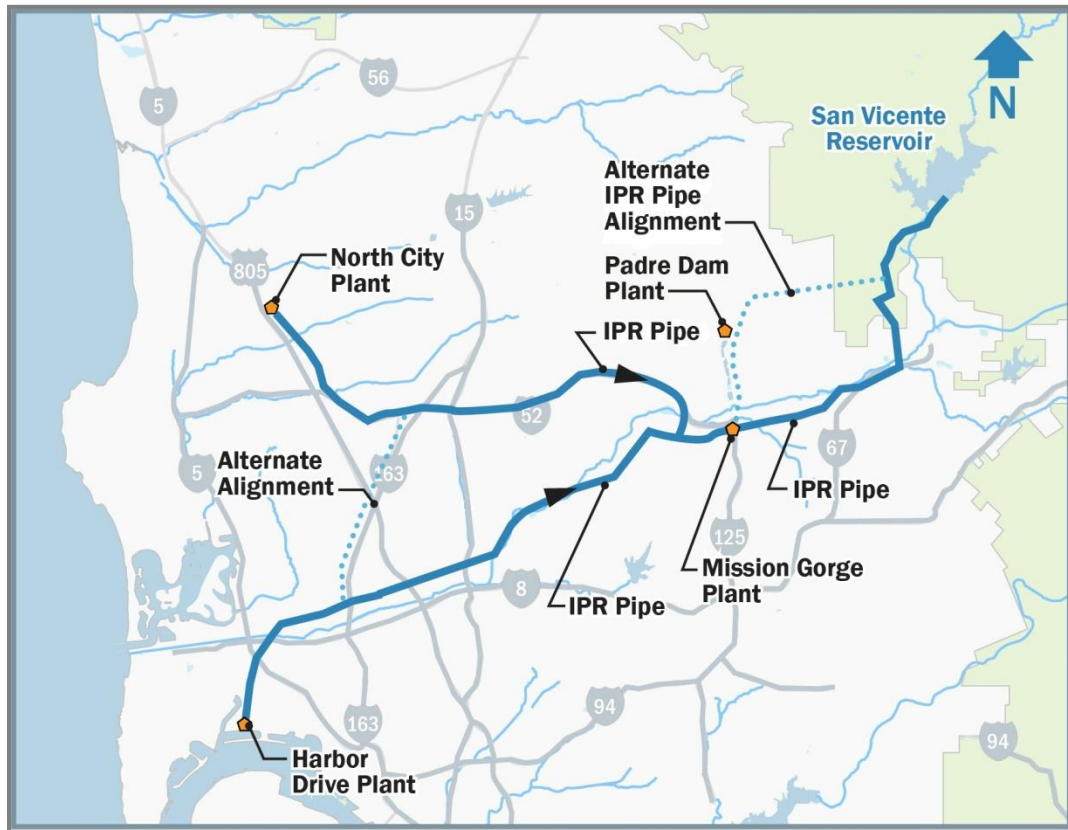 56
5
N
San Vicente
Reservoir
Alternate
IPR Pipe
Alignment
15
North City
Plant
805
Padre Dam
Plant
IPR Pipe
52
67
Alternate
Alignment
5
163
IPR Pipe
125
Mission Gorge
Plant
8
IPR Pipe
94
163
94
Harbor
Drive Plant